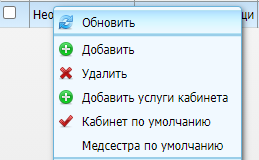 Обновить
Добавить
Удалить
Добавить услуги кабинета
Кабинет по умолчанию
Медсестра по умолчанию